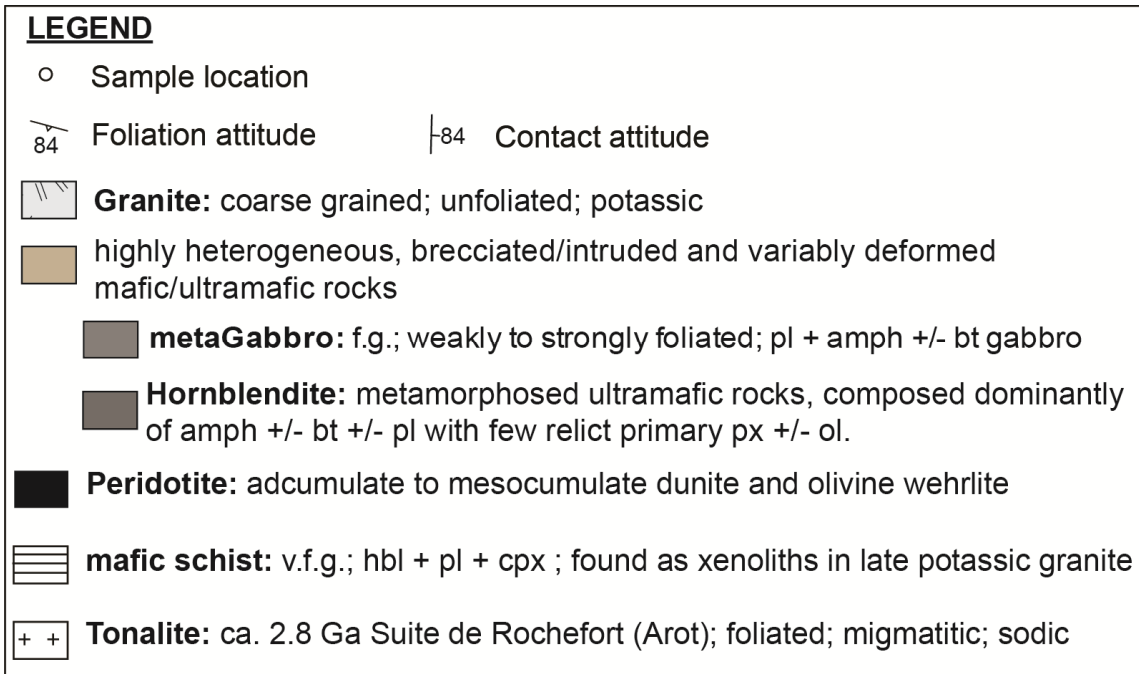 LEGEND
Sample location
84 Foliation attitude 84 Contact attitude
Granite: coarse grained; unfoliated; potassic
highly heterogeneous, brecciated/intruded and variably deformed
mafic/ultramafic rocks
metaGabbro: f.g.; weakly to strongly foliated; pl + amph +/- bt gabbro
Hornblendite: metamorphosed ultramafic rocks, composed dominantly
of amph +/- bt +/- pl with few relict primary px +/- ol.
Peridotite: adcumulate to mesocumulate dunite and olivine wehrlite
mafic schist: v.f.g.; hbl + pl + cpx ; found as xenoliths in late potassic granite
+ + Tonalite: ca. 2.8 Ga Suite de Rochefort (Arot); foliated; migmatitic; sodic